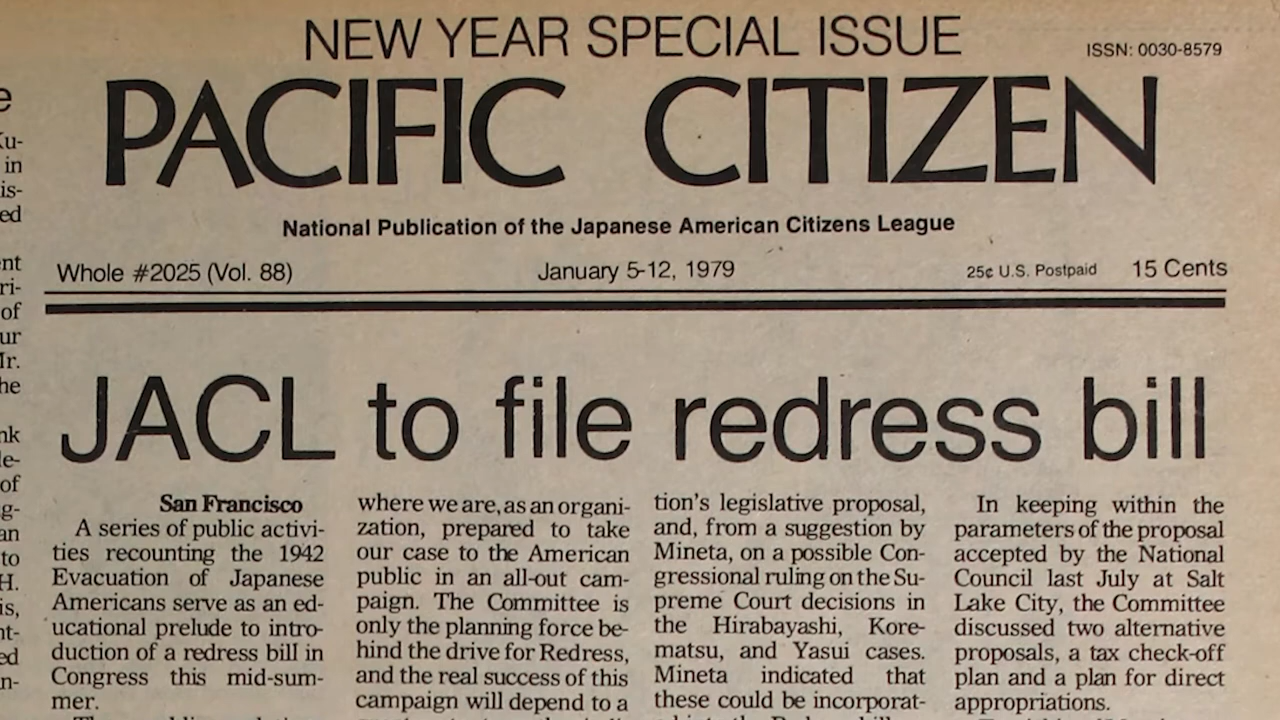 NEW YEAR SPECIAL ISSUE
ISSN: 0030-8579
PACIFIC CITIZEN
National Publication of the Japanese American Citizens League
Whole #2025 (Vol. 88)
January 5-12, 1979
25¢ U.S. Postpaid
15 Cents
JACL to file redress bill
San Francisco
A series of public activi-
ties recounting the 1942
Evacuation of Japanese
Americans serve as an ed-
ucational prelude to intro-
duction of a redress bill in
Congress this mid-sum-
mer.
where we are, as an organi-
zation, prepared to take
our case to the American
public in an all-out cam-
paign. The Committee is
only the planning force be-
hind the drive for Redress,
and the real success of this
campaign will depend to a
tion's legislative proposal,
and, from a suggestion by
Mineta, on a possible Con-
gressional ruling on the Su-
preme Court decisions in
the Hirabayashi, Kore-
matsu, and Yasui cases.
Mineta indicated that
these could be incorporat-
In keeping within the
parameters of the proposal
accepted by the National
Council last July at Salt
Lake City, the Committee
discussed two alternative
proposals, a tax check-off
plan and a plan for direct
appropriations.